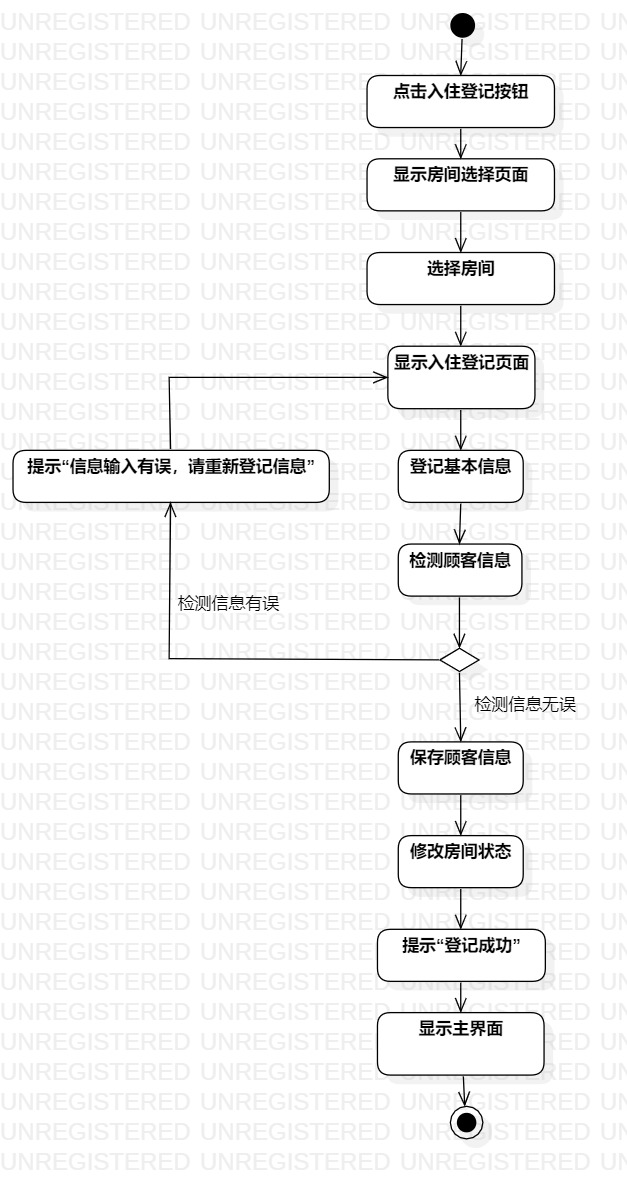 点击入住登记按钮
显示房间选择页面
选择房间
显示入住登记页面
提示“信息输入有误，请重新登记信息”
登记基本信息
检测顾客信息
检测信息有误
检测信息无误
保存顾客信息
修改房间状态
提示“登记成功”
显示主界面
UNREGISTERED